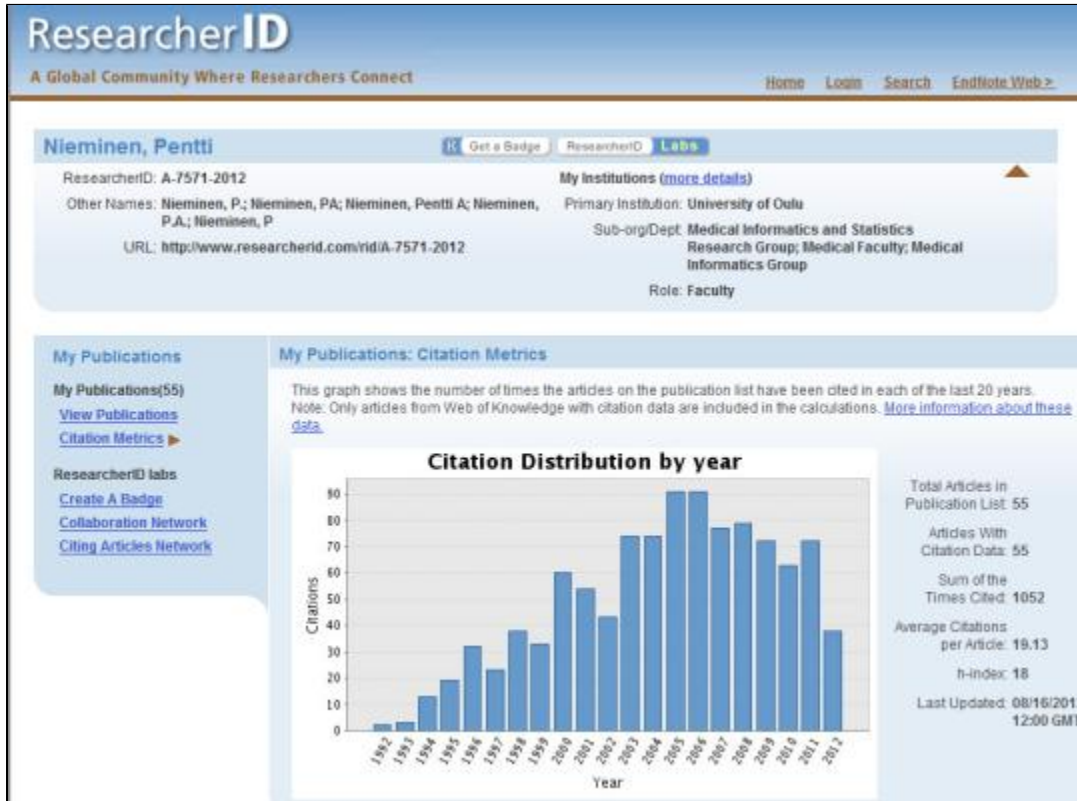 ResearcherID
A Global Community Where Researchers Connect
Home Login Search EndNote Web >
Nieminen, Pentti
R Get a Badge ResearcherID Labs
ResearcherID: A-7571-2012
Other Names: Nieminen, P.; Nieminen, PA; Nieminen, Pentti A; Nieminen,
P.A.; Nieminen, P
URL: http://www.researcherid.com/rid/A-7571-2012
My Institutions (more details)
Primary Institution: University of Oulu
Sub-org/Dept: Medical Informatics and Statistics
Research Group; Medical Faculty; Medical
Informatics Group
Role: Faculty
My Publications
My Publications(55)
View Publications
Citation Metrics
ResearcherID labs
Create A Badge
Collaboration Network
Citing Articles Network
My Publications: Citation Metrics
This graph shows the number of times the articles on the publication list have been cited in each of the last 20 years.
Note: Only articles from Web of Knowledge with citation data are included in the calculations. More information about these
data.
Citation Distribution by year
Citations
90
80
70
60
50
40
30
20
10
0
1992 1993 1994 1995 1996 1997 1998 1999 2000 2001 2002 2003 2004 2005 2006 2007 2008 2009 2010 2011 2012
Year
Total Articles in
Publication List: 55
Articles With
Citation Data: 55
Sum of the
Times Cited: 1052
Average Citations
per Article: 19.13
h-index: 18
Last Updated: 08/16/201
12:00 GMT